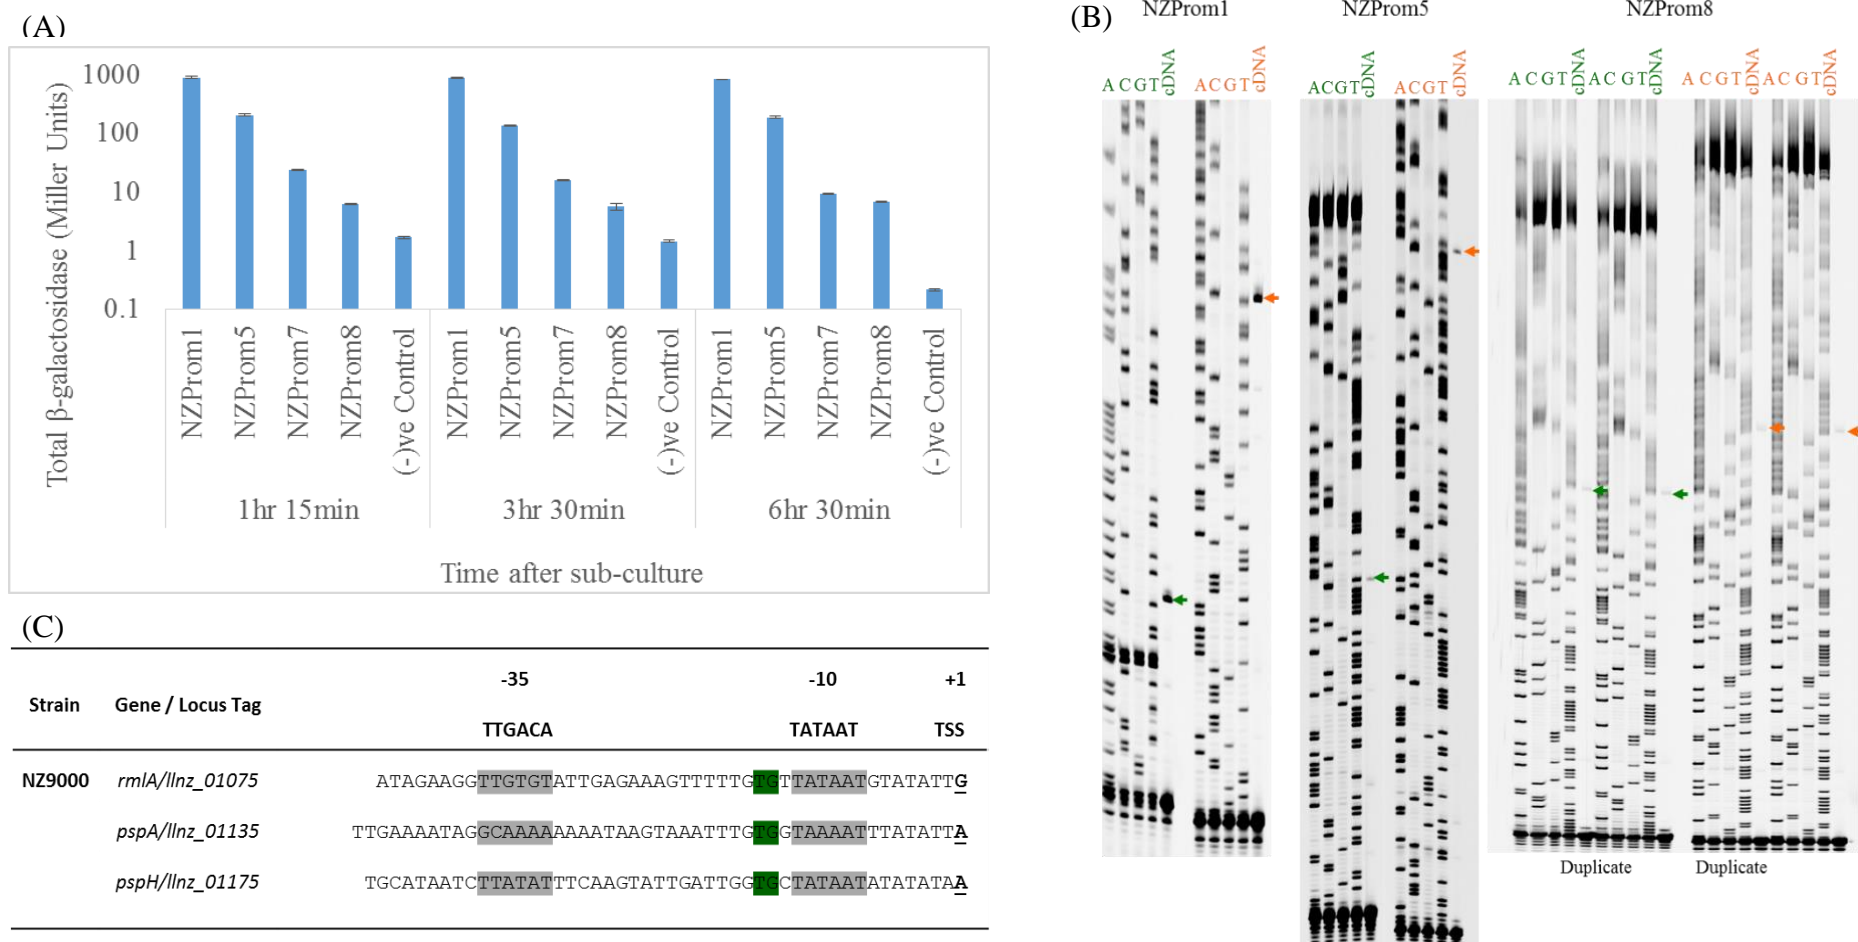 (A)
Total β-galactosidase (Miller Units)
1000
100
10
1
0.1
NZProm1
NZProm5
NZProm7
NZProm8
(-)ve Control
NZProm1
NZProm5
NZProm7
NZProm8
(-)ve Control
NZProm1
NZProm5
NZProm7
NZProm8
(-)ve Control
1hr 15min 3hr 30min 6hr 30min
Time after sub-culture
(B)
NZProm1 NZProm5 NZProm8
A C G T cDNA A C G T cDNA
A C G T cDNA A C G T cDNA
A C G T cDNA A C G T cDNA A C G T cDNA A C G T cDNA
Duplicate Duplicate
(C)
-35 -10 +1
Strain Gene / Locus Tag
TTGACA TATAAT TSS
NZ9000 rmlA/llnz_01075 ATAGAAGGTTGTGTATTGAGAAAGTTTTTGTGTTATAATGTATATTG
pspA/llnz_01135 TTGAAAATAGGCAAAAAAAATAAGTAAATTTGTGGTAAAATTTATATTA
pspH/llnz_01175 TGCATAATCTTATATTTCAAGTATTGATTGGTGCTATAATATATATAA